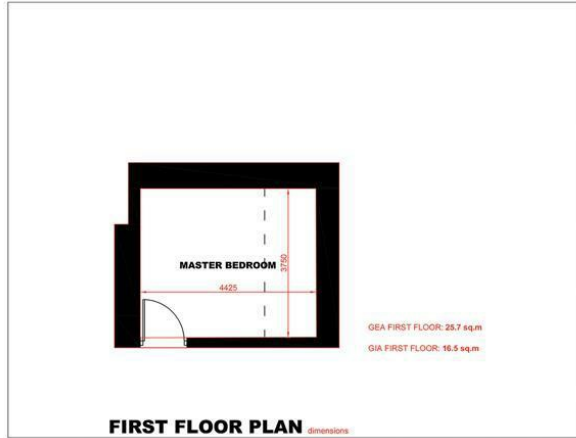 MASTER BEDROOM
3750
4425
GEA FIRST FLOOR: 25.7 sq.m
GIA FIRST FLOOR: 16.5 sq.m
FIRST FLOOR PLAN dimensions